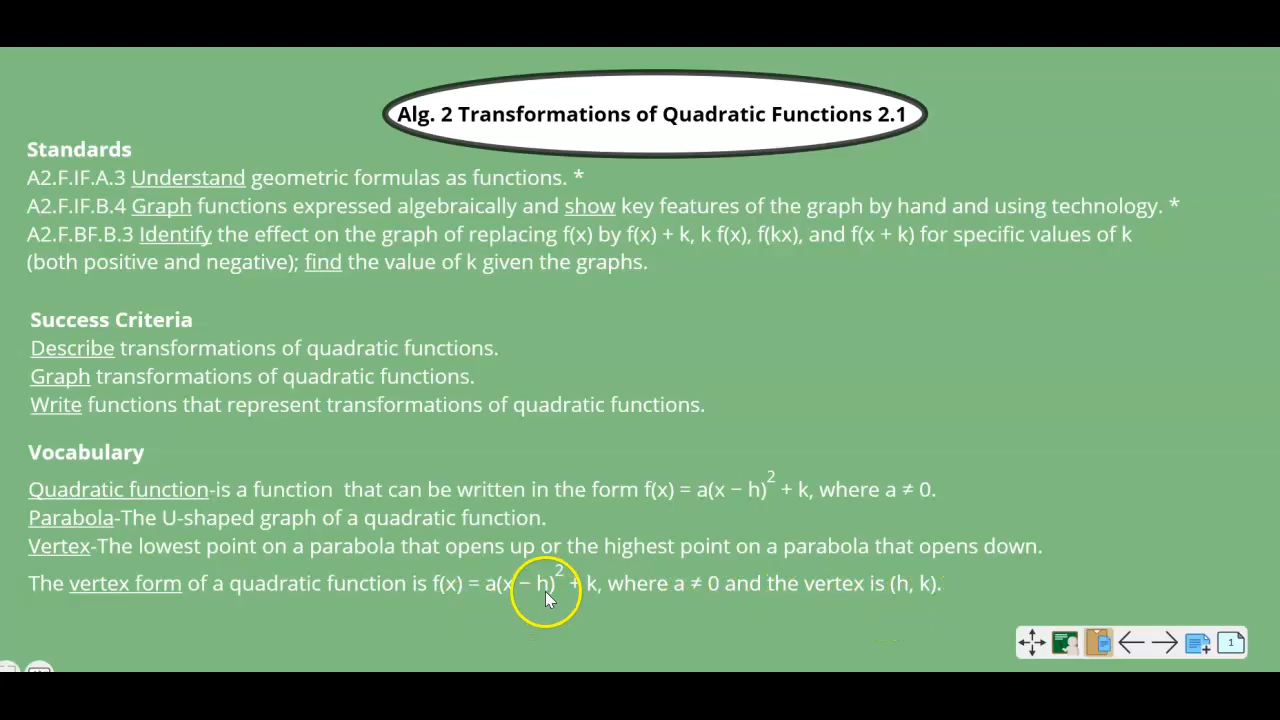 Alg. 2 Transformations of Quadratic Functions 2.1
Standards
A2.F.IF.A.3 Understand geometric formulas as functions. *
A2.F.IF.B.4 Graph functions expressed algebraically and show key features of the graph by hand and using technology. *
A2.F.BF.B.3 Identify the effect on the graph of replacing f(x) by f(x) + k, k f(x), f(kx), and f(x + k) for specific values of k
(both positive and negative); find the value of k given the graphs.
Success Criteria
Describe transformations of quadratic functions.
Graph transformations of quadratic functions.
Write functions that represent transformations of quadratic functions.
Vocabulary
Quadratic function-is a function that can be written in the form f(x) = a(x − h)² + k, where a ≠ 0.
Parabola-The U-shaped graph of a quadratic function.
Vertex-The lowest point on a parabola that opens up or the highest point on a parabola that opens down.
The vertex form of a quadratic function is f(x) = a(x − h)² + k, where a ≠ 0 and the vertex is (h, k).
1